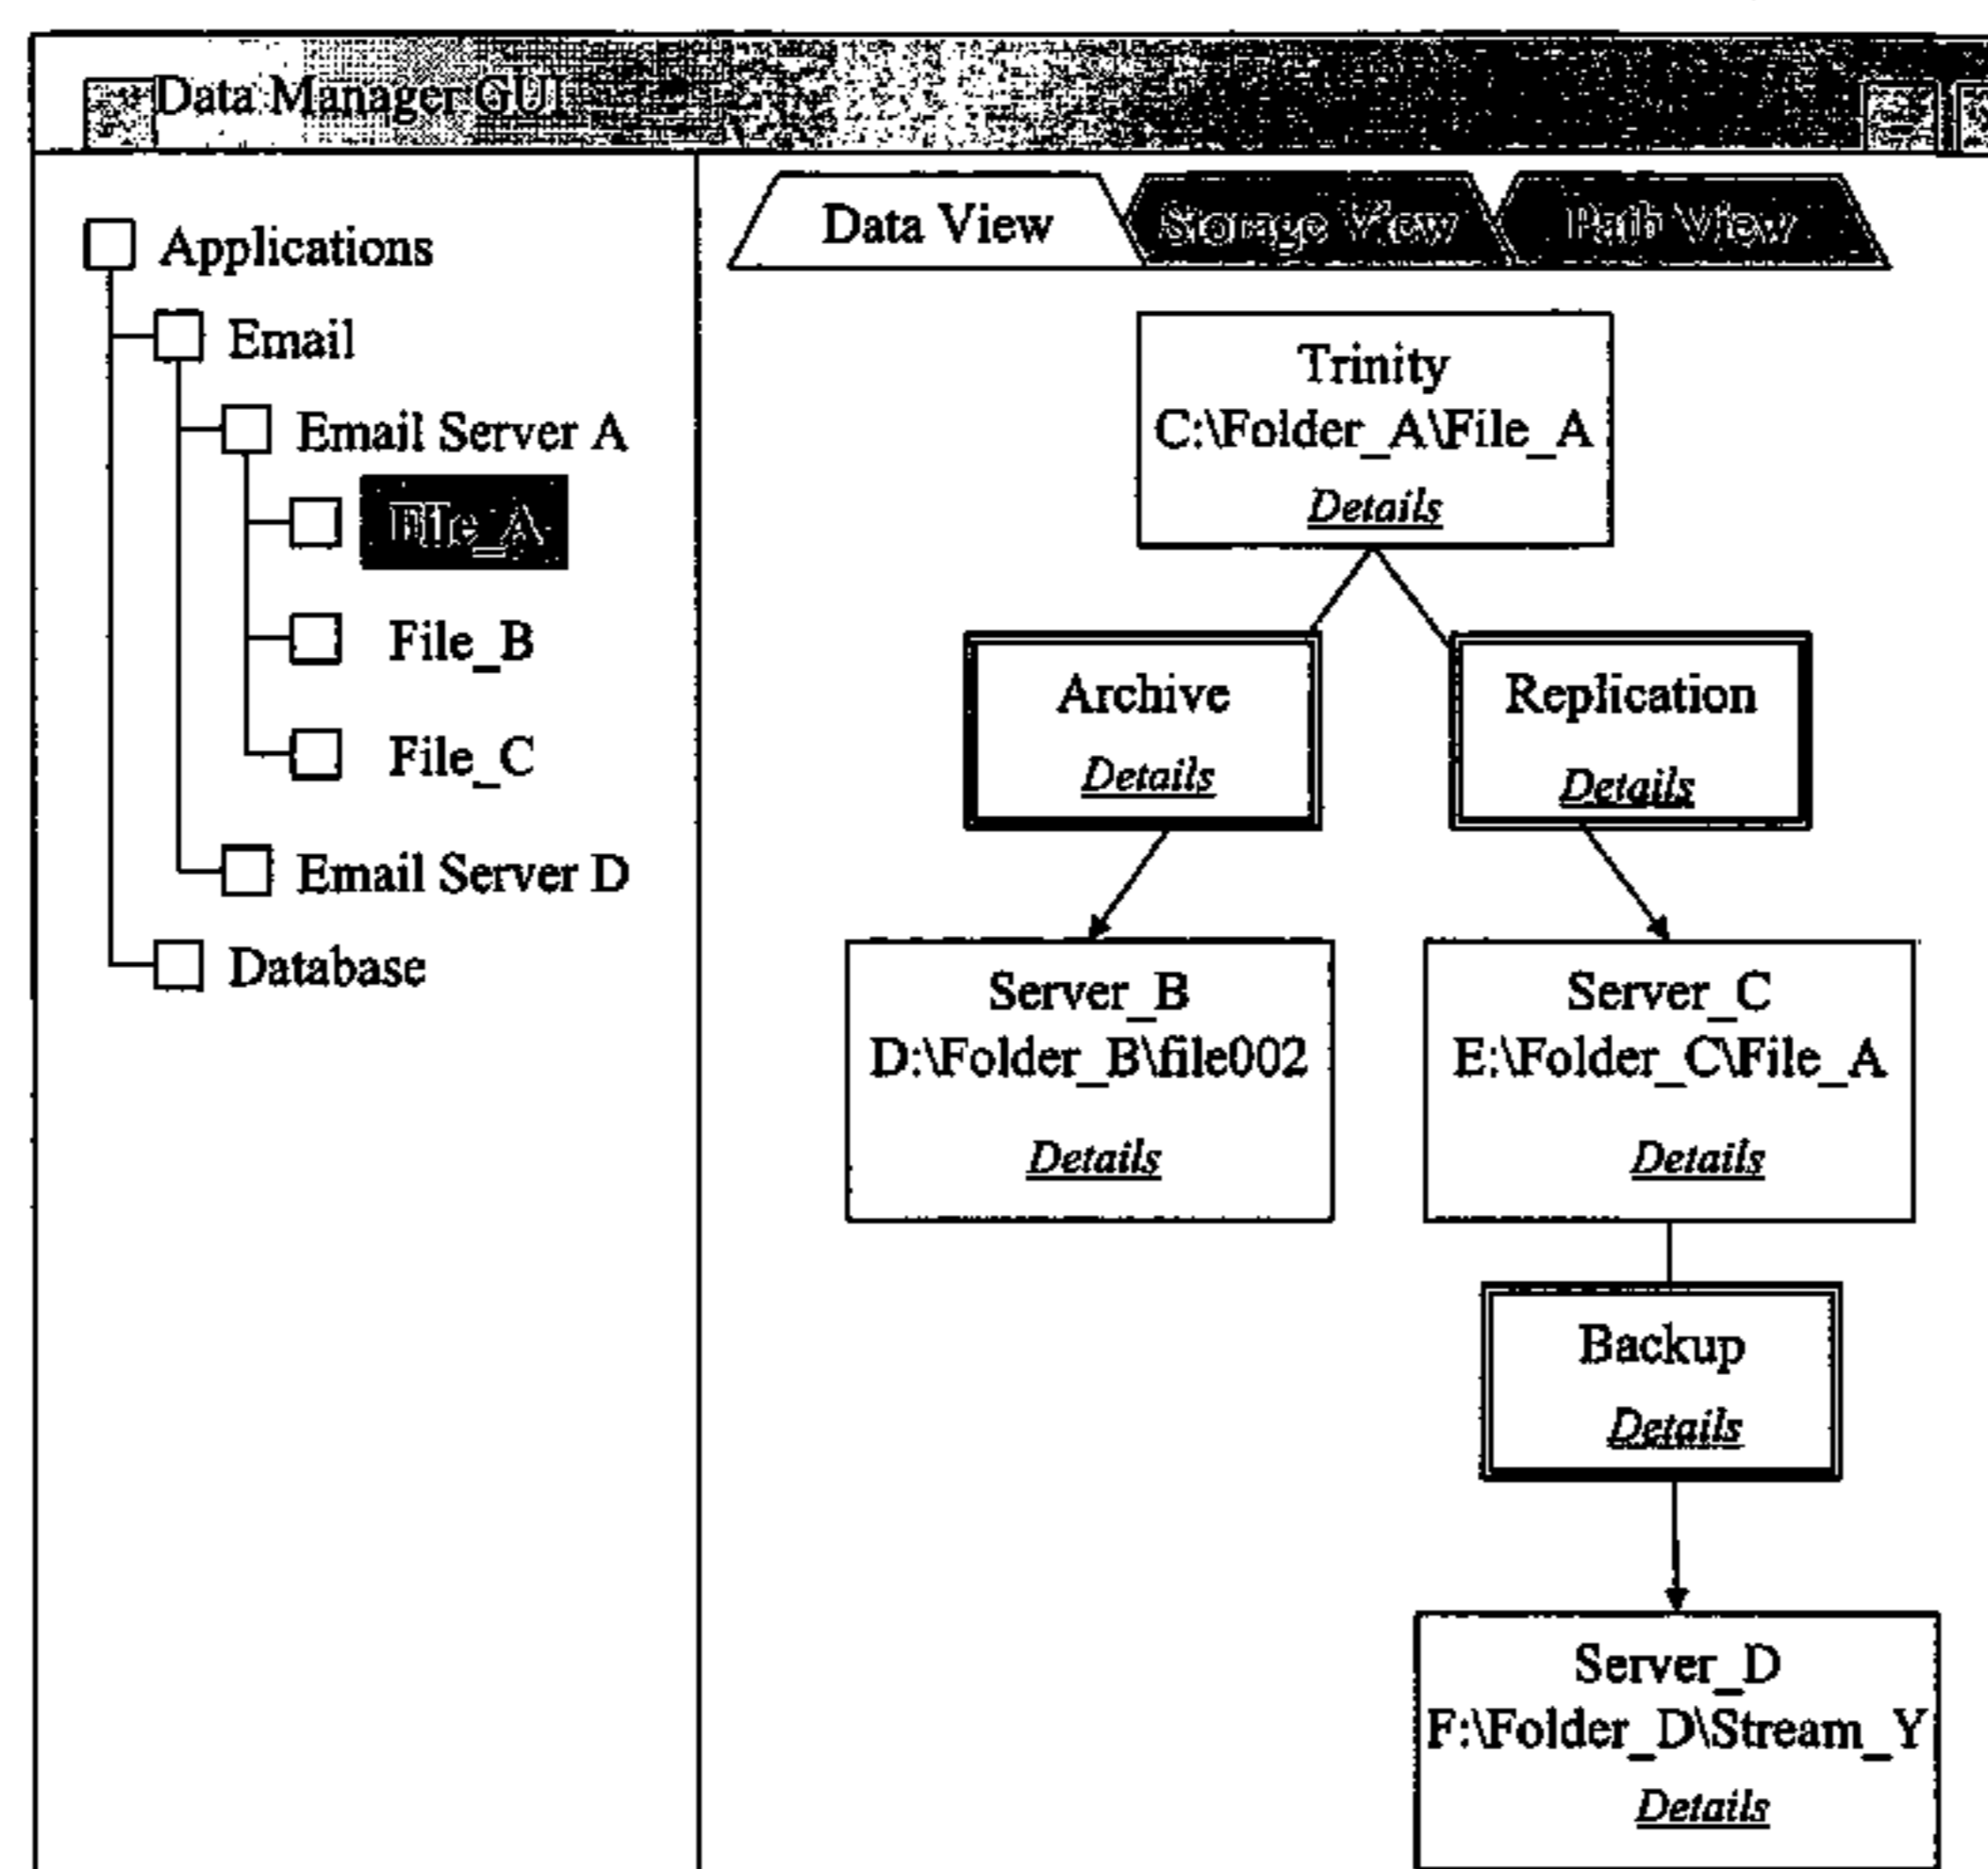 Data Manager GUI
Applications
Email
Email Server A
File_A
File_B
File_C
Email Server D
Database
Data View
Storage View
Path View
Trinity
C:\Folder_A\File_A
Details
Archive
Details
Replication
Details
Server_B
D:\Folder_B\file002
Details
Server_C
E:\Folder_C\File_A
Details
Backup
Details
Server_D
F:\Folder_D\Stream_Y
Details